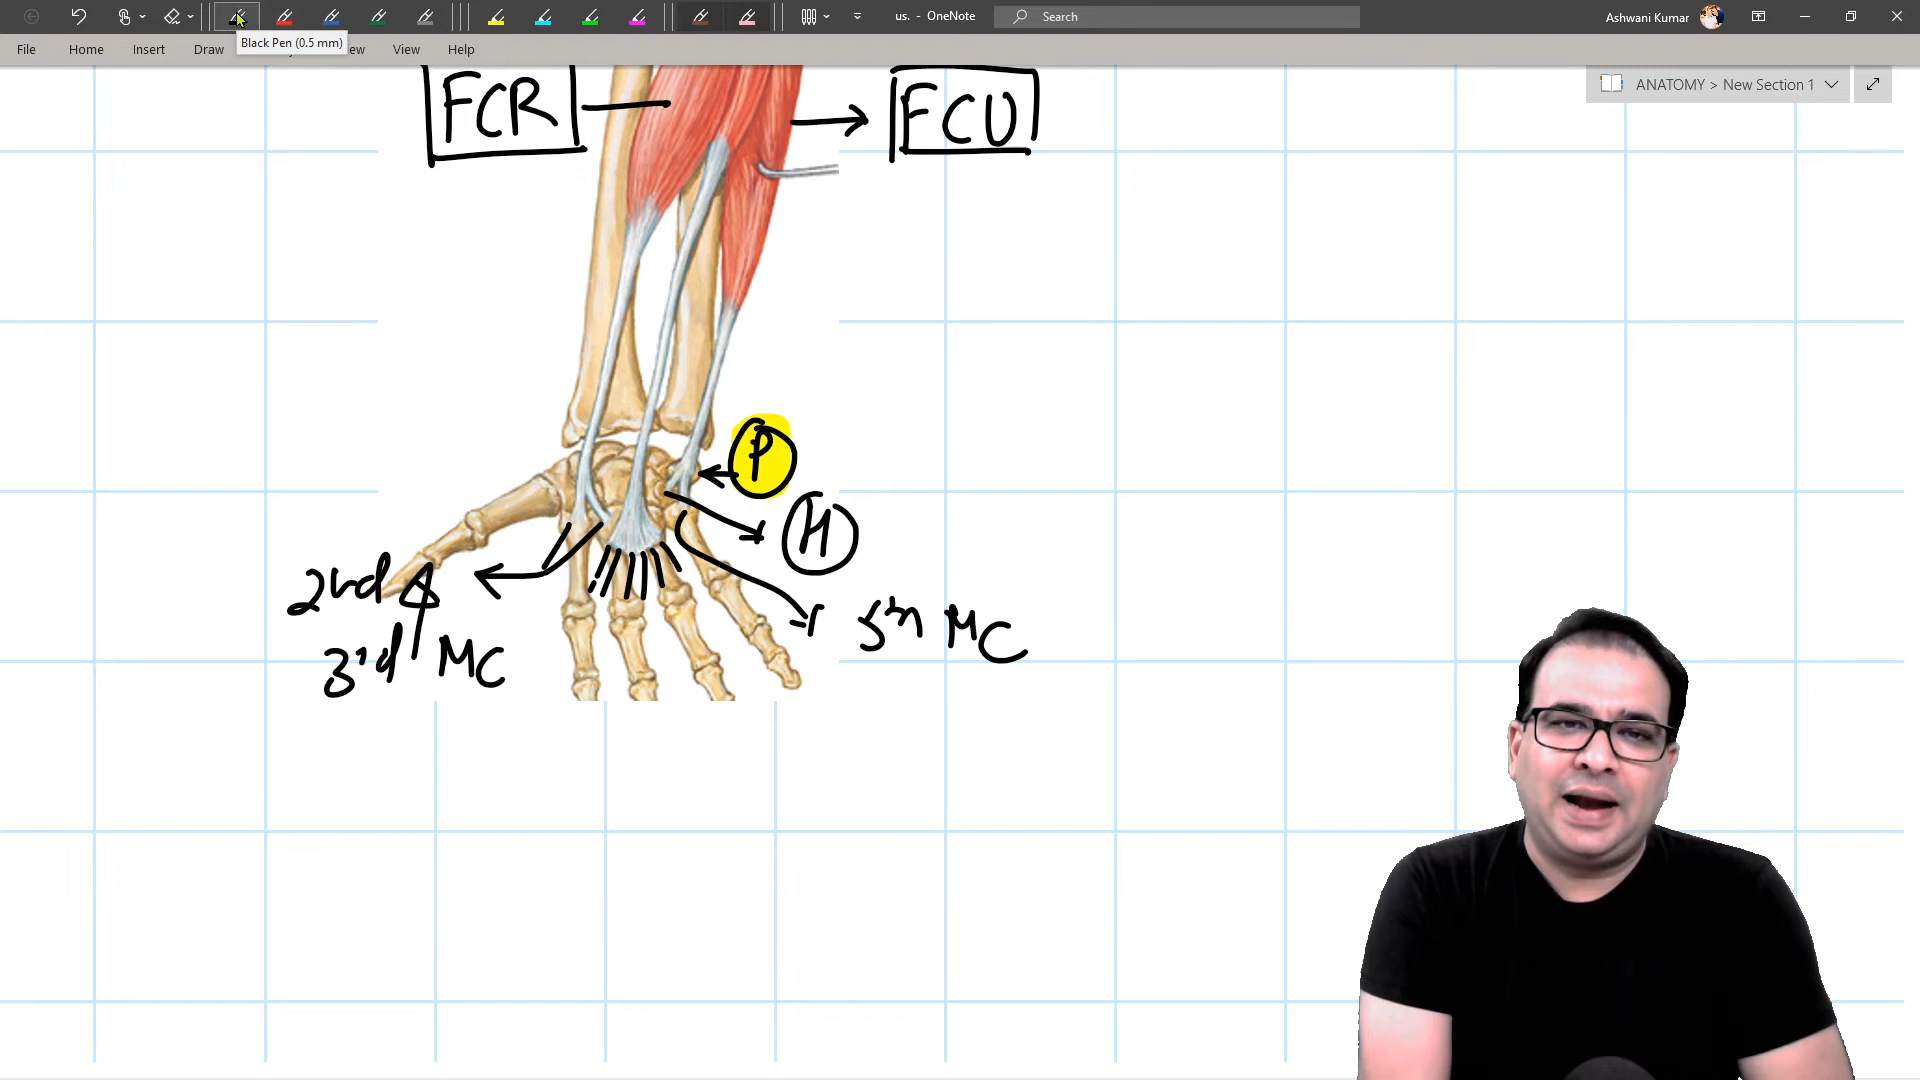 us. - OneNote
Search
Ashwani Kumar
Black Pen (0.5 mm)
File Home Insert Draw ew View Help
ANATOMY > New Section 1
FCR
FCU
P
H
2nd
3rd MC
5th MC